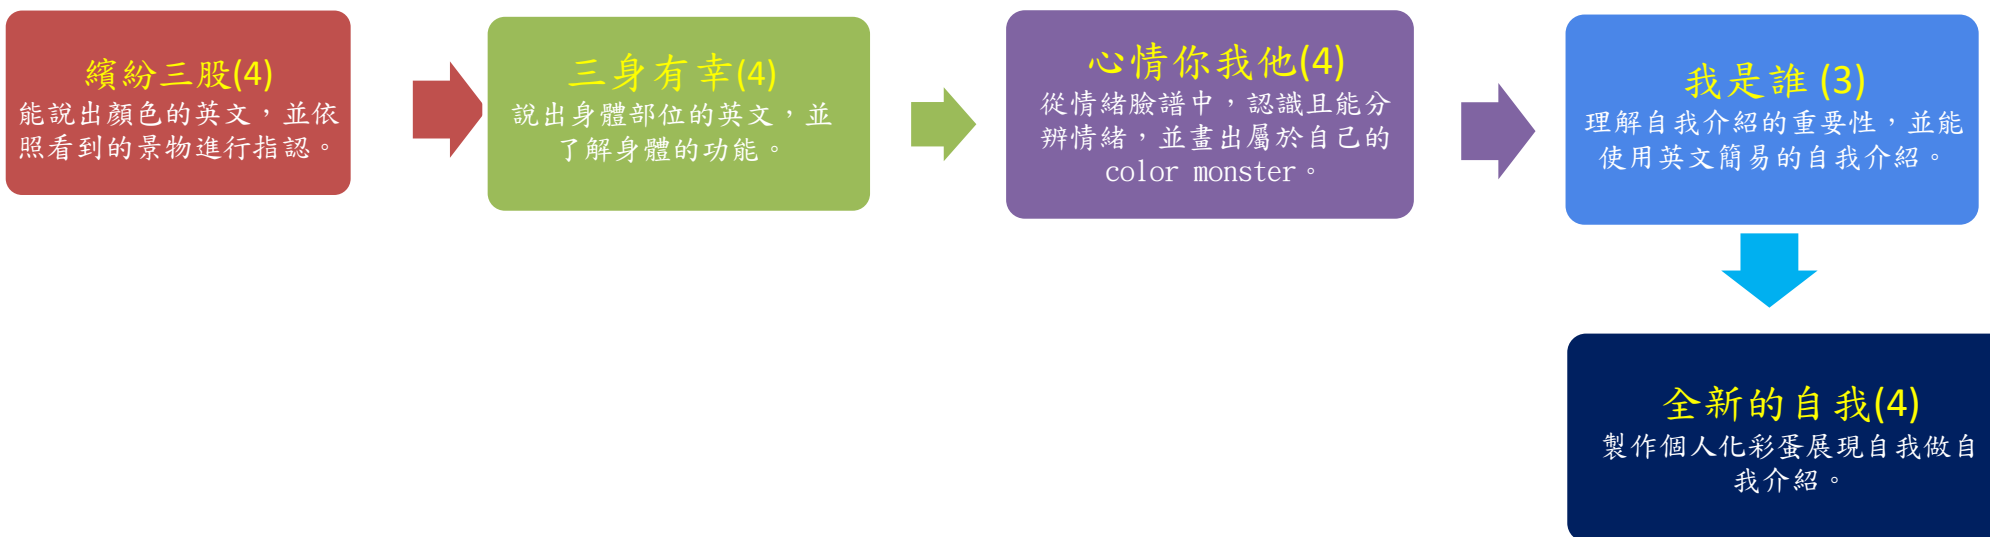 繽紛三股(4)
能說出顏色的英文，並依
照看到的景物進行指認。
三身有幸(4)
說出身體部位的英文，並
了解身體的功能。
心情你我他(4)
從情緒臉譜中，認識且能分
辨情緒，並畫出屬於自己的
color monster。
我是誰 (3)
理解自我介紹的重要性，並能
使用英文簡易的自我介紹。
全新的自我(4)
製作個人化彩蛋展現自我做自
我介紹。